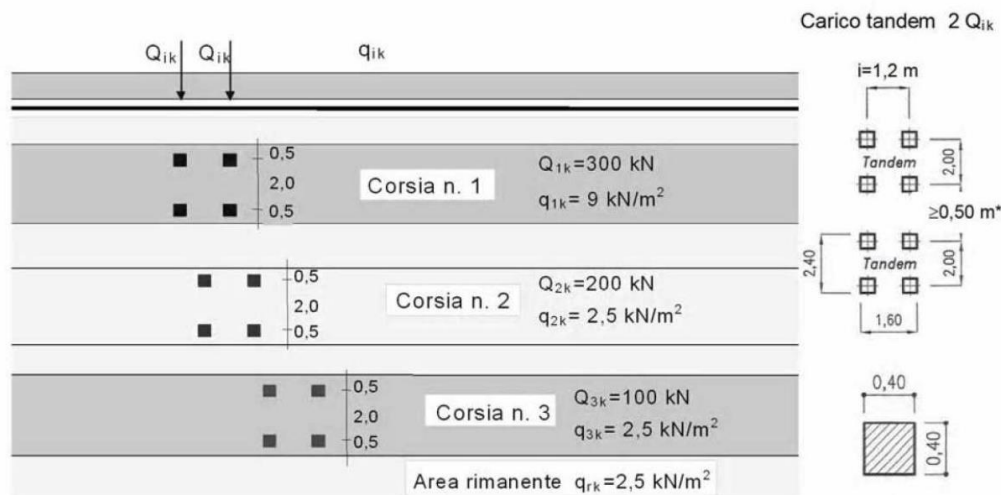 Carico tandem 2 Qik
Qik Qik qik
i=1,2 m
0,5
2,0
0,5
Corsia n. 1
Q1k=300 kN
q1k= 9 kN/m²
Tandem
2,00
≥0,50 m*
0,5
2,0
0,5
Corsia n. 2
Q2k=200 kN
q2k= 2,5 kN/m²
2,40
Tandem
2,00
1,60
0,5
2,0
0,5
Corsia n. 3
Q3k=100 kN
q3k= 2,5 kN/m²
0,40
0,40
Area rimanente qrk=2,5 kN/m²